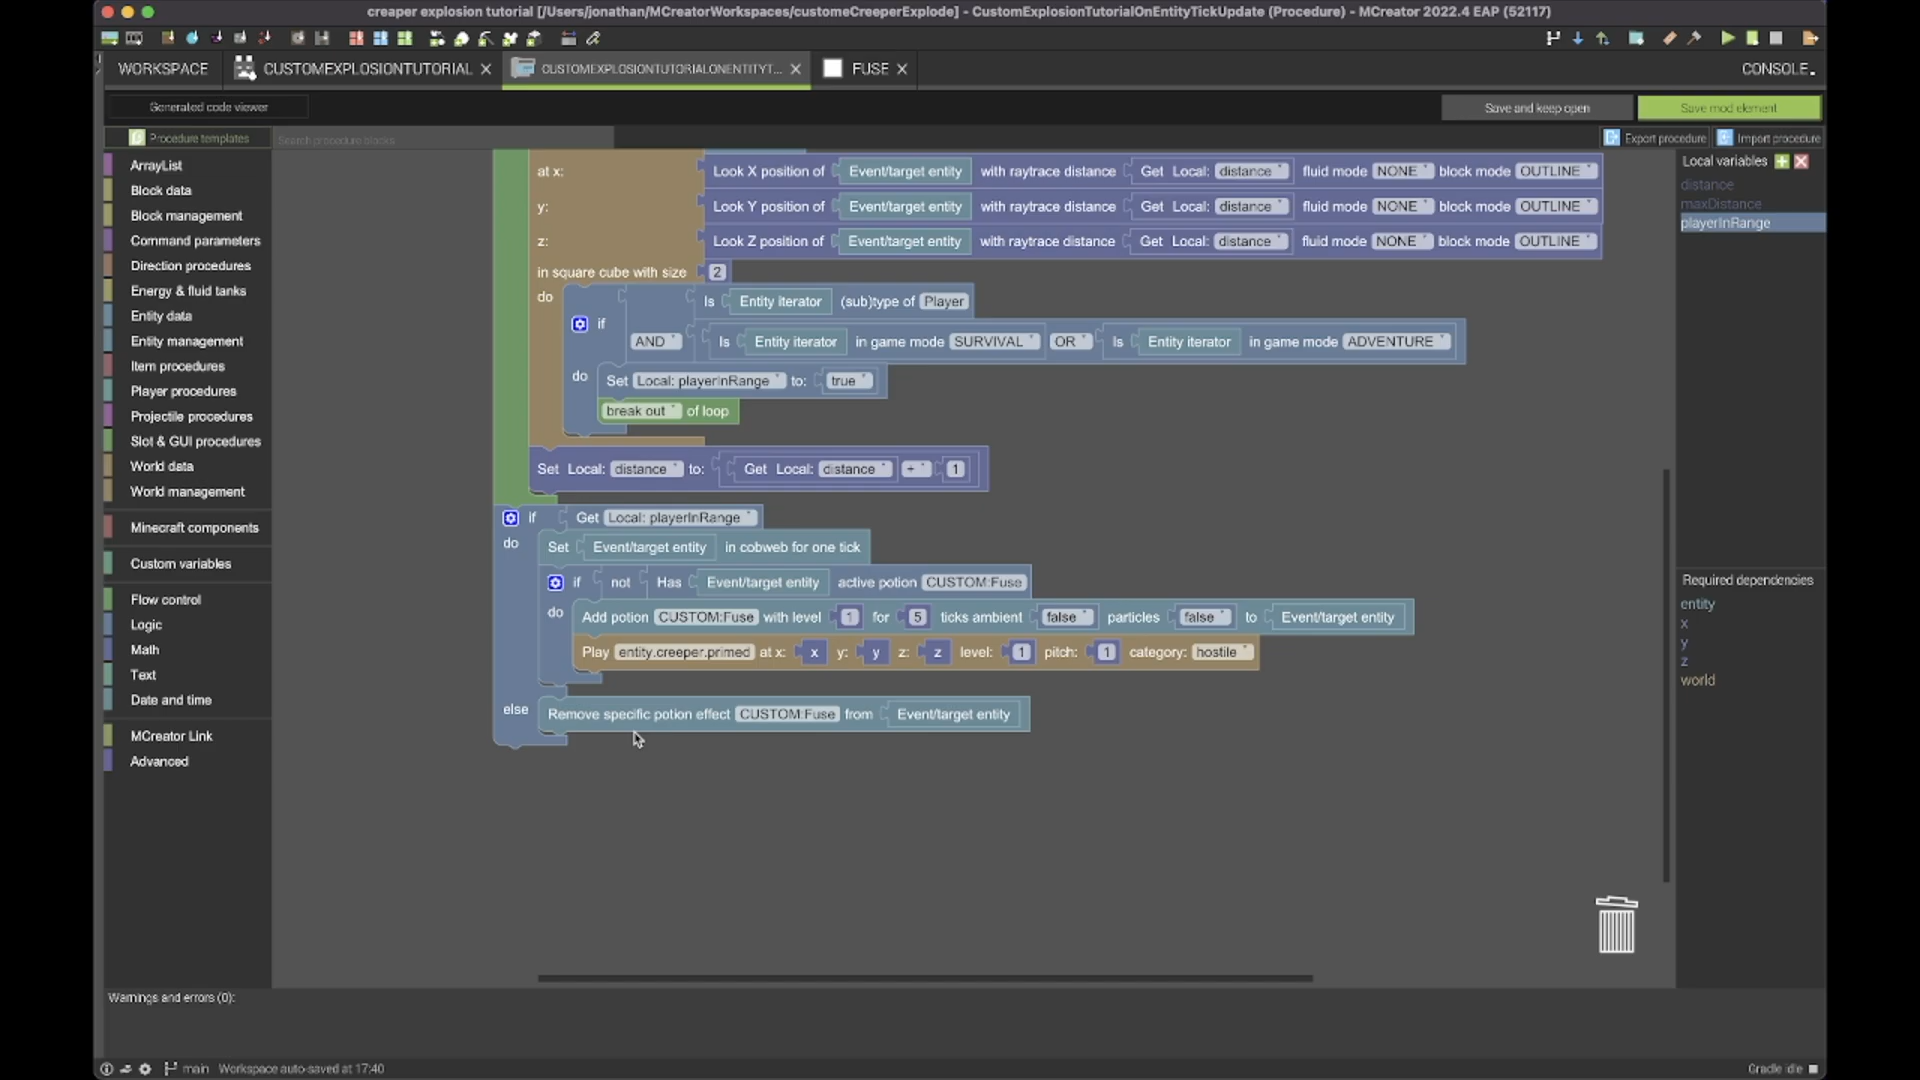 creaper explosion tutorial [/Users/jonathan/MCreatorWorkspaces/customeCreeperExplode] - CustomExplosionTutorialOnEntityTickUpdate (Procedure) - MCreator 2022.4 EAP (52117)
WORKSPACE CUSTOMEXPLOSIONTUTORIAL CUSTOMEXPLOSIONTUTORIALONENTITYT... FUSE CONSOLE
Generated code viewer Save and keep open Save mod element
Procedure templates Search procedure blocks Export procedure Import procedure
ArrayList
Block data
Block management
Command parameters
Direction procedures
Energy & fluid tanks
Entity data
Entity management
Item procedures
Player procedures
Projectile procedures
Slot & GUI procedures
World data
World management
Minecraft components
Custom variables
Flow control
Logic
Math
Text
Date and time
MCreator Link
Advanced
at x: Look X position of Event/target entity with raytrace distance Get Local: distance fluid mode NONE block mode OUTLINE
y: Look Y position of Event/target entity with raytrace distance Get Local: distance fluid mode NONE block mode OUTLINE
z: Look Z position of Event/target entity with raytrace distance Get Local: distance fluid mode NONE block mode OUTLINE
in square cube with size 2
do Is Entity iterator (sub)type of Player
if
AND Is Entity iterator in game mode SURVIVAL OR Is Entity iterator in game mode ADVENTURE
do Set Local: playerInRange to: true
break out of loop
Set Local: distance to: Get Local: distance + 1
if Get Local: playerInRange
do Set Event/target entity in cobweb for one tick
if not Has Event/target entity active potion CUSTOM:Fuse
do Add potion CUSTOM:Fuse with level 1 for 5 ticks ambient false particles false to Event/target entity
Play entity.creeper.primed at x: x y: y z: z level: 1 pitch: 1 category: hostile
else Remove specific potion effect CUSTOM:Fuse from Event/target entity
Local variables
distance
maxDistance
playerInRange
Required dependencies
entity
x
y
z
world
Warnings and errors (0):
main Workspace auto-saved at 17:40 Gradle idle